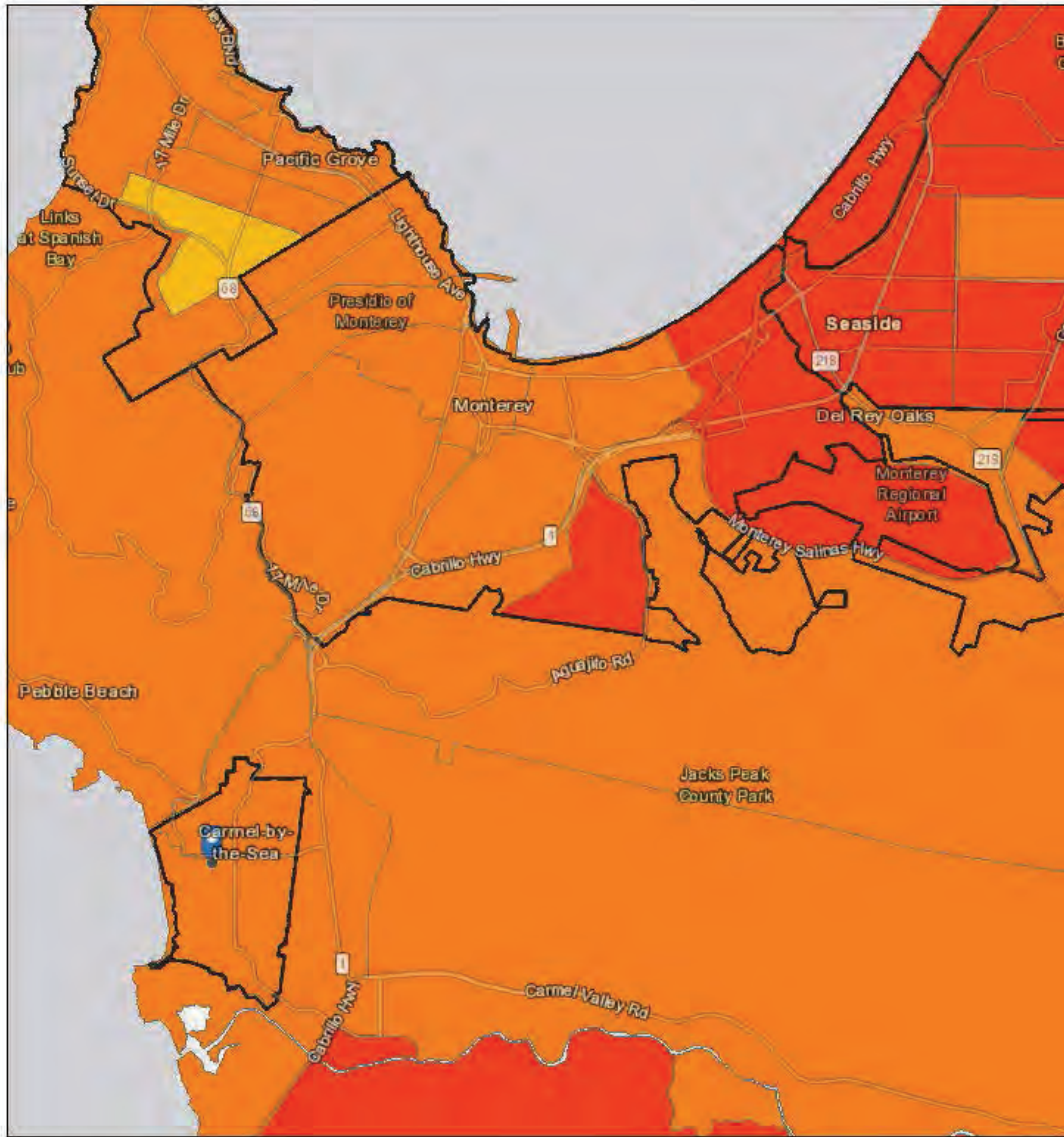 View Blvd
17 Mile Dr
Pacific Grove
Sunset Dr
Links
at Spanish
Bay
Cabrillo Hwy
Lighthouse Ave
68
Presidio of
Monterey
Seaside
218
Monterey
Del Rey Oaks
218
Monterey
Regional
Airport
68
1
Monterey Salinas Hwy
Cabrillo Hwy
17 Mile Dr
Aguajito Rd
Pebble Beach
Jacks Peak
County Park
Carmel-by-
the-Sea
1
Carmel Valley Rd
Cabrillo Hwy